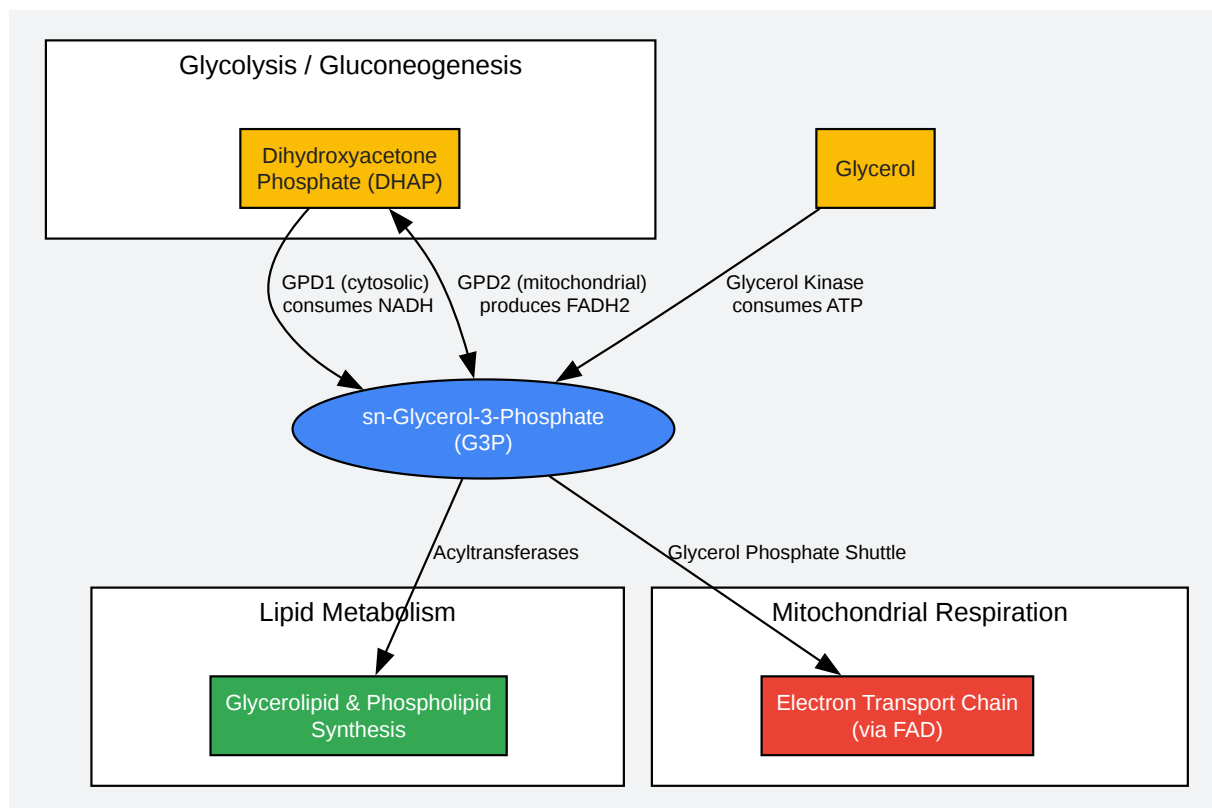 Glycolysis / Gluconeogenesis
Dihydroxyacetone
Phosphate (DHAP)
Glycerol
GPD1 (cytosolic)
consumes NADH
GPD2 (mitochondrial)
produces FADH2
Glycerol Kinase
consumes ATP
sn-Glycerol-3-Phosphate
(G3P)
Acyltransferases
Glycerol Phosphate Shuttle
Lipid Metabolism
Glycerolipid & Phospholipid
Synthesis
Mitochondrial Respiration
Electron Transport Chain
(via FAD)